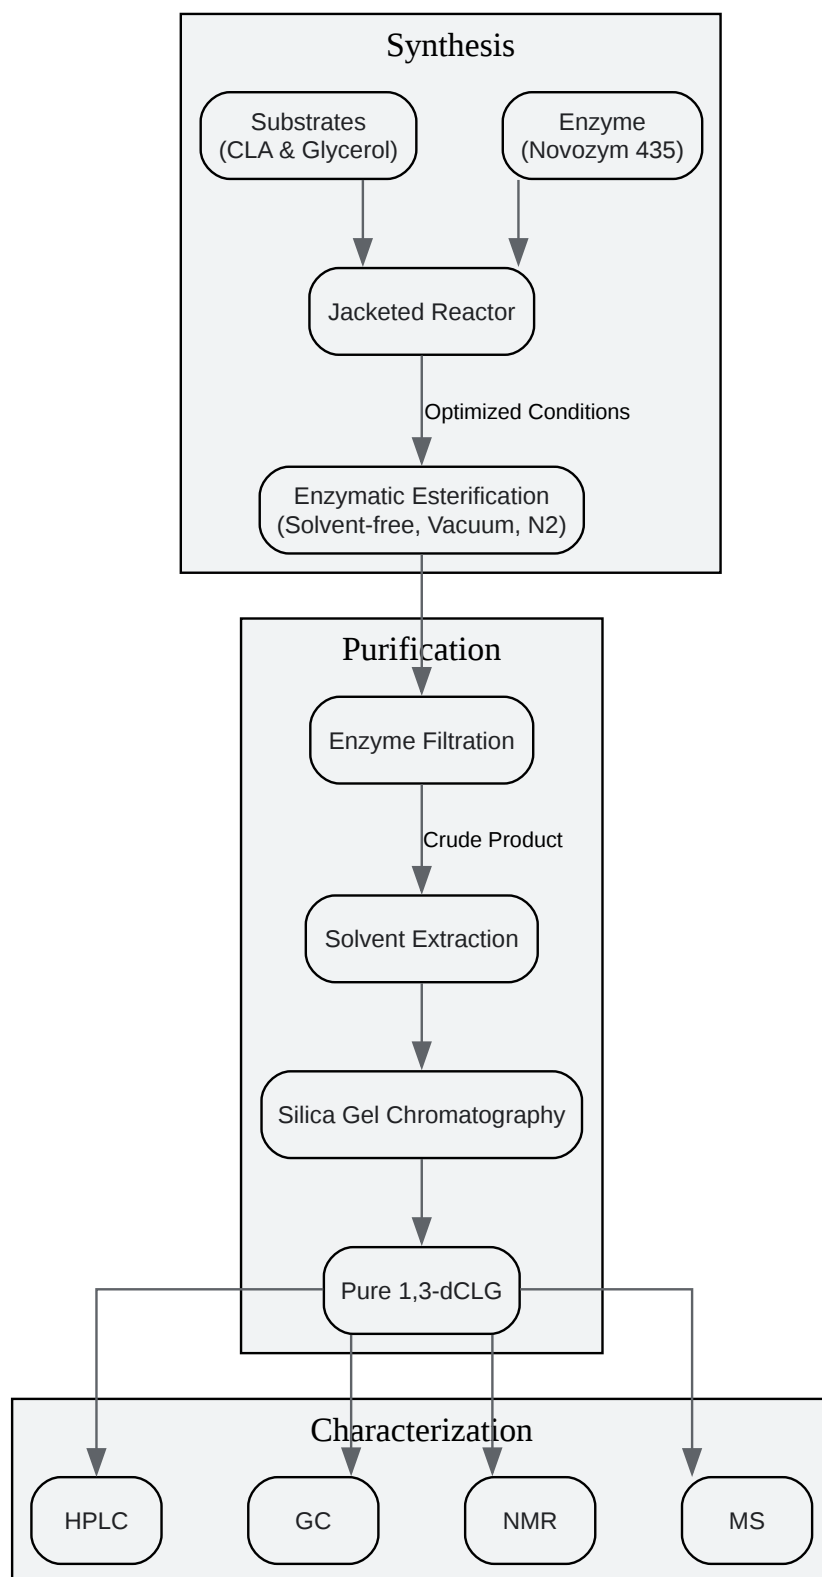 Synthesis
Substrates
(CLA & Glycerol)
Enzyme
(Novozym 435)
Jacketed Reactor
Optimized Conditions
Enzymatic Esterification
(Solvent-free, Vacuum, N2)
Purification
Enzyme Filtration
Crude Product
Solvent Extraction
Silica Gel Chromatography
Pure 1,3-dCLG
Characterization
HPLC
GC
NMR
MS